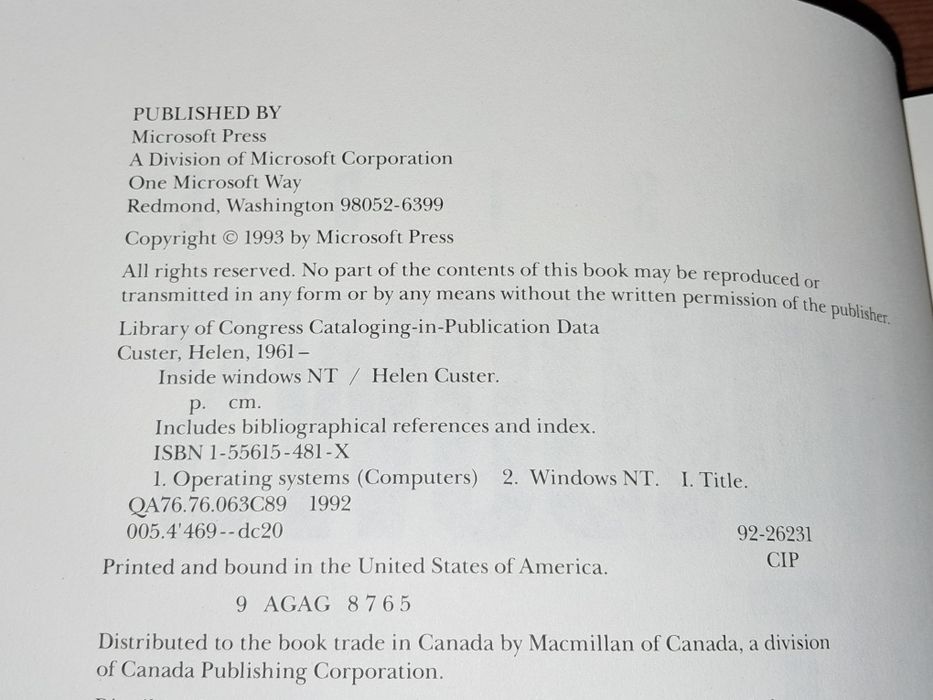 PUBLISHED BY
Microsoft Press
A Division of Microsoft Corporation
One Microsoft Way
Redmond, Washington 98052-6399
Copyright © 1993 by Microsoft Press
All rights reserved. No part of the contents of this book may be reproduced or
transmitted in any form or by any means without the written permission of the publisher.
Library of Congress Cataloging-in-Publication Data
Custer, Helen, 1961–
Inside windows NT / Helen Custer.
p. cm.
Includes bibliographical references and index.
ISBN 1-55615-481-X
1. Operating systems (Computers) 2. Windows NT. I. Title.
QA76.76.063C89 1992
005.4'469--dc20 92-26231
CIP
Printed and bound in the United States of America.
9 AGAG 8 7 6 5
Distributed to the book trade in Canada by Macmillan of Canada, a division
of Canada Publishing Corporation.